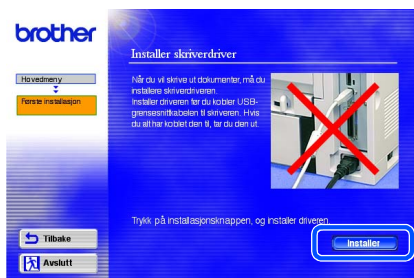 brother
Installer skriverdriver
Hovedmeny
Første installasjon
Når du vil skrive ut dokumenter, må du
installere skriverdriveren.
Installer driveren før du kobler USB-
grensesnittkabelen til skriveren. Hvis
du alt har koblet den til, tar du den ut.
Trykk på installasjonsknappen, og installer driveren.
Tilbake
Installer
Avslutt